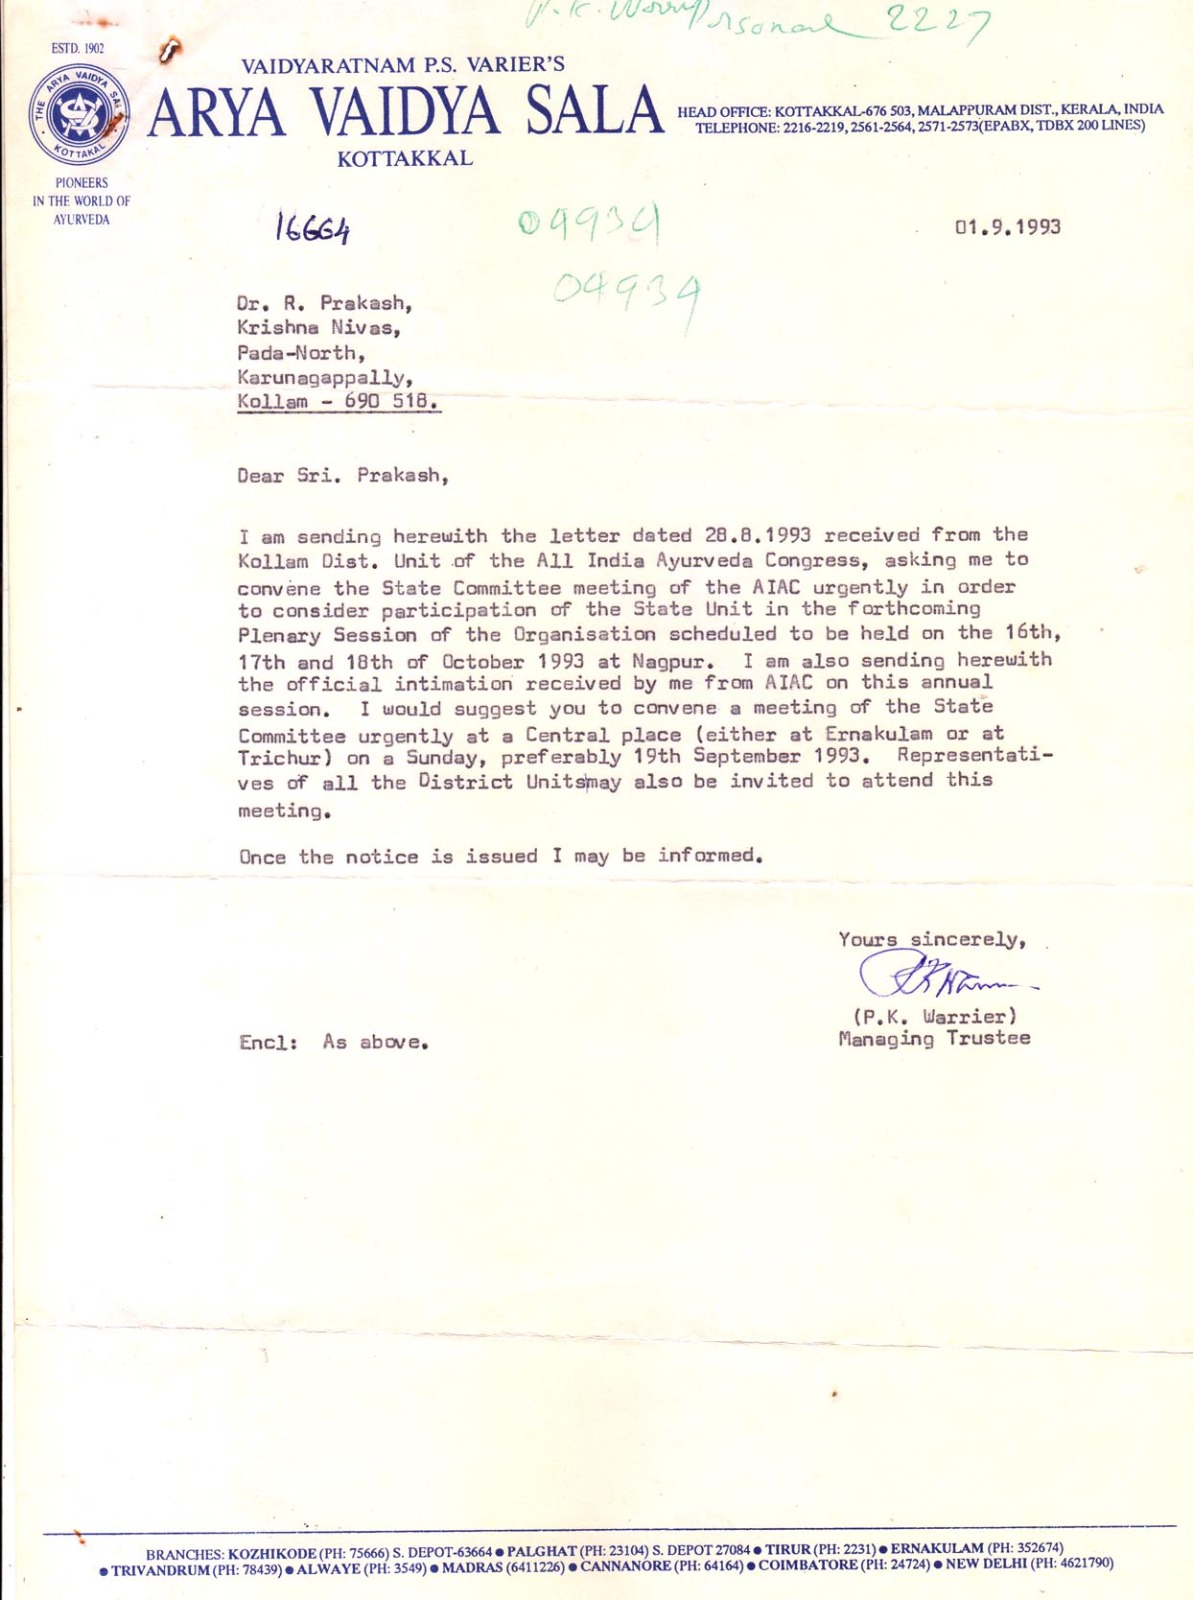 P. K. Warry Personal 2227
ESTD. 1902
THE ARYA VAIDYA SALA
KOTTAKAL
PIONEERS
IN THE WORLD OF
AYURVEDA
VAIDYARATNAM P.S. VARIER'S
ARYA VAIDYA SALA
KOTTAKKAL
HEAD OFFICE: KOTTAKKAL-676 503, MALAPPURAM DIST., KERALA, INDIA
TELEPHONE: 2216-2219, 2561-2564, 2571-2573(EPABX, TDBX 200 LINES)
16664
04934
01.9.1993
04934
Dr. R. Prakash,
Krishna Nivas,
Pada-North,
Karunagappally,
Kollam - 690 518.
Dear Sri. Prakash,
I am sending herewith the letter dated 28.8.1993 received from the
Kollam Dist. Unit of the All India Ayurveda Congress, asking me to
convene the State Committee meeting of the AIAC urgently in order
to consider participation of the State Unit in the forthcoming
Plenary Session of the Organisation scheduled to be held on the 16th,
17th and 18th of October 1993 at Nagpur. I am also sending herewith
the official intimation received by me from AIAC on this annual
session. I would suggest you to convene a meeting of the State
Committee urgently at a Central place (either at Ernakulam or at
Trichur) on a Sunday, preferably 19th September 1993. Representati-
ves of all the District Units may also be invited to attend this
meeting.
Once the notice is issued I may be informed.
Yours sincerely,
(P.K. Warrier)
Managing Trustee
Encl: As above.
BRANCHES: KOZHIKODE (PH: 75666) S. DEPOT-63664 ● PALGHAT (PH: 23104) S. DEPOT 27084 ● TIRUR (PH: 2231) ● ERNAKULAM (PH: 352674)
● TRIVANDRUM (PH: 78439) ● ALWAYE (PH: 3549) ● MADRAS (6411226) ● CANNANORE (PH: 64164) ● COIMBATORE (PH: 24724) ● NEW DELHI (PH: 4621790)